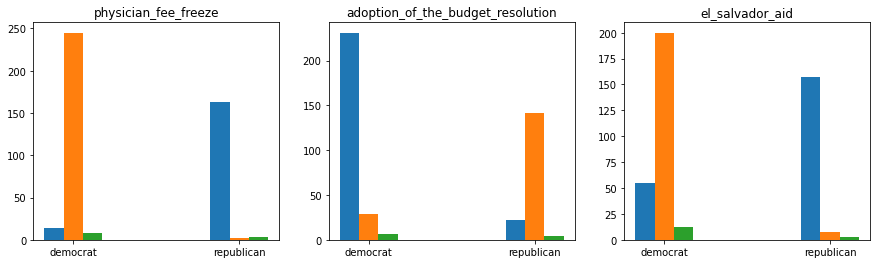 physician_fee_freeze
250
200
150
100
50
0
democrat
republican
adoption_of_the_budget_resolution
200
150
100
50
0
democrat
republican
el_salvador_aid
200
175
150
125
100
75
50
25
0
democrat
republican